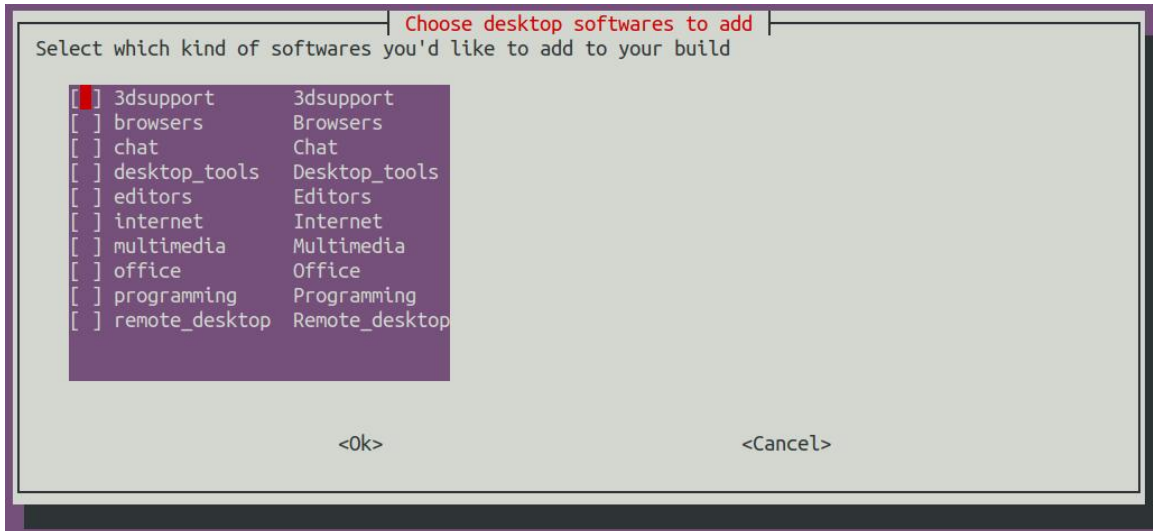 Choose desktop softwares to add
Select which kind of softwares you'd like to add to your build
[ ] 3dsupport 3dsupport
[ ] browsers Browsers
[ ] chat Chat
[ ] desktop_tools Desktop_tools
[ ] editors Editors
[ ] internet Internet
[ ] multimedia Multimedia
[ ] office Office
[ ] programming Programming
[ ] remote_desktop Remote_desktop
<Ok> <Cancel>